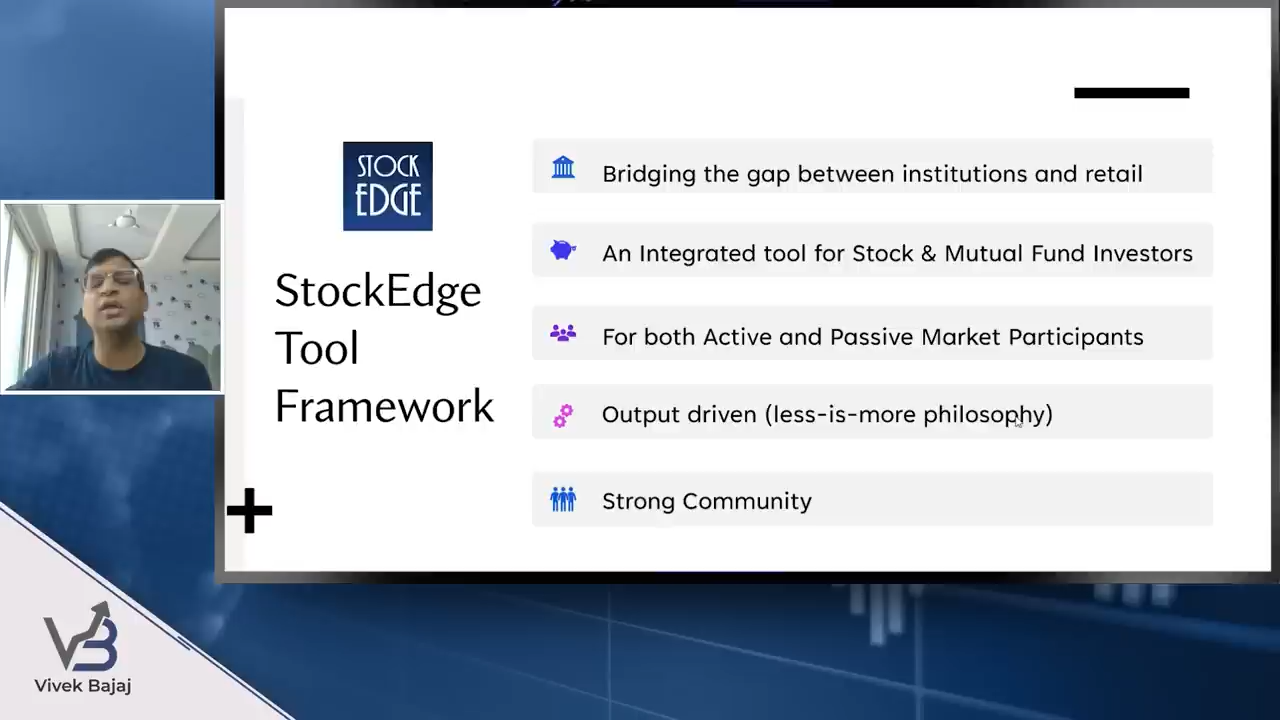 STOCK
EDGE
StockEdge
Tool
Framework
Bridging the gap between institutions and retail
An Integrated tool for Stock & Mutual Fund Investors
For both Active and Passive Market Participants
Output driven (less-is-more philosophy)
Strong Community
VB
Vivek Bajaj